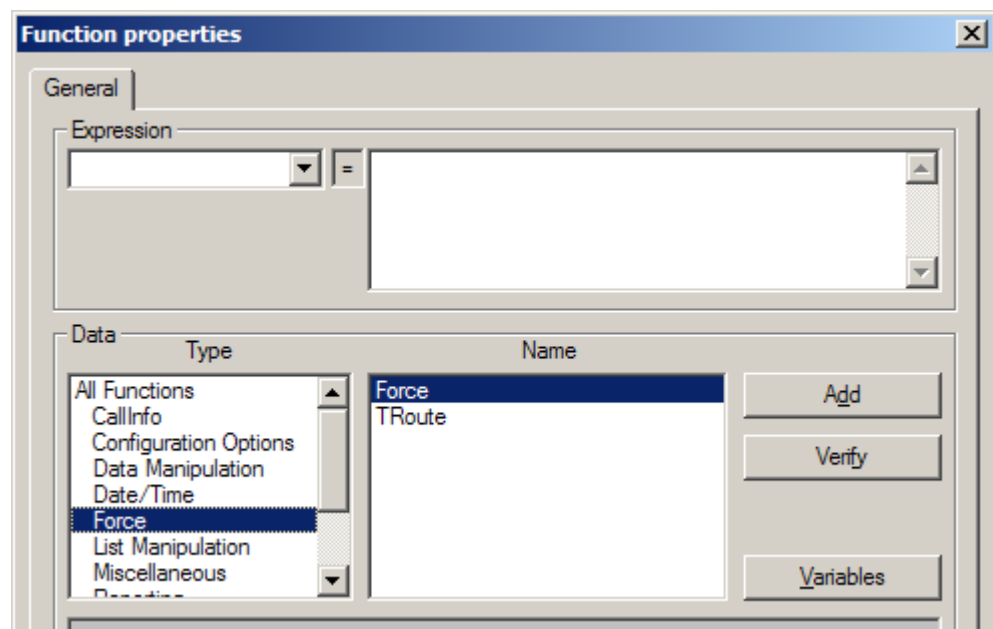 Function properties
General
Expression
=
Data
Type
Name
All Functions
CallInfo
Configuration Options
Data Manipulation
Date/Time
Force
List Manipulation
Miscellaneous
Force
TRoute
Add
Verify
Variables